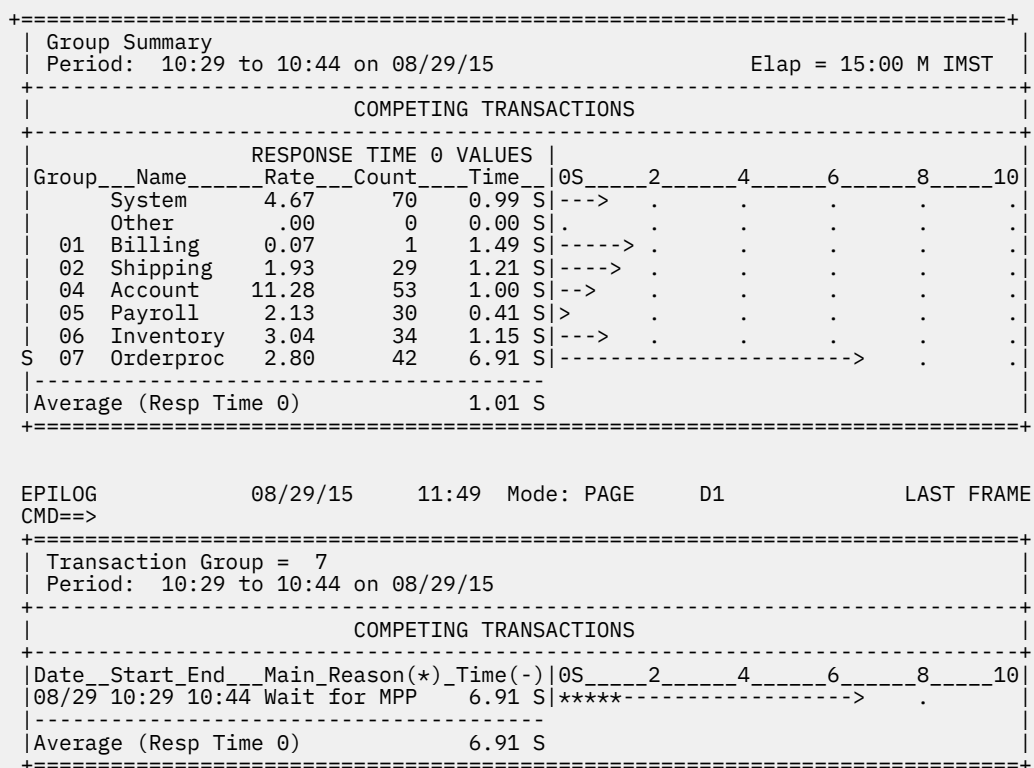 +=============================================================================+
| Group Summary                                                               |
| Period:  10:29 to 10:44 on 08/29/15                    Elap = 15:00 M IMST  |
+-----------------------------------------------------------------------------+
|                         COMPETING TRANSACTIONS                              |
+-----------------------------------------------------------------------------+
|                 RESPONSE TIME 0 VALUES |                                    |
|Group___Name______Rate___Count____Time__|0S_____2______4______6______8_____10|
|      System      4.67      70    0.99 S|--->   .      .      .      .      .|
|      Other        .00       0    0.00 S|.      .      .      .      .      .|
|  01  Billing     0.07       1    1.49 S|-----> .      .      .      .      .|
|  02  Shipping    1.93      29    1.21 S|---->  .      .      .      .      .|
|  04  Account    11.28      53    1.00 S|-->    .      .      .      .      .|
|  05  Payroll     2.13      30    0.41 S|>      .      .      .      .      .|
|  06  Inventory   3.04      34    1.15 S|--->   .      .      .      .      .|
S  07  Orderproc   2.80      42    6.91 S|----------------------->    .      .|
|----------------------------------------                                     |
|Average (Resp Time 0)             1.01 S                                     |
+=============================================================================+
EPILOG            08/29/15     11:49  Mode: PAGE     D1              LAST FRAME
CMD==>
+=============================================================================+
| Transaction Group =  7                                                      |
| Period:  10:29 to 10:44 on 08/29/15                                         |
+-----------------------------------------------------------------------------+
|                         COMPETING TRANSACTIONS                              |
+-----------------------------------------------------------------------------+
|Date__Start_End___Main_Reason(*)_Time(-)|0S_____2______4______6______8_____10|
|08/29 10:29 10:44 Wait for MPP    6.91 S|*****------------------>    .       |
|----------------------------------------                                     |
|Average (Resp Time 0)             6.91 S                                     |
+=============================================================================+